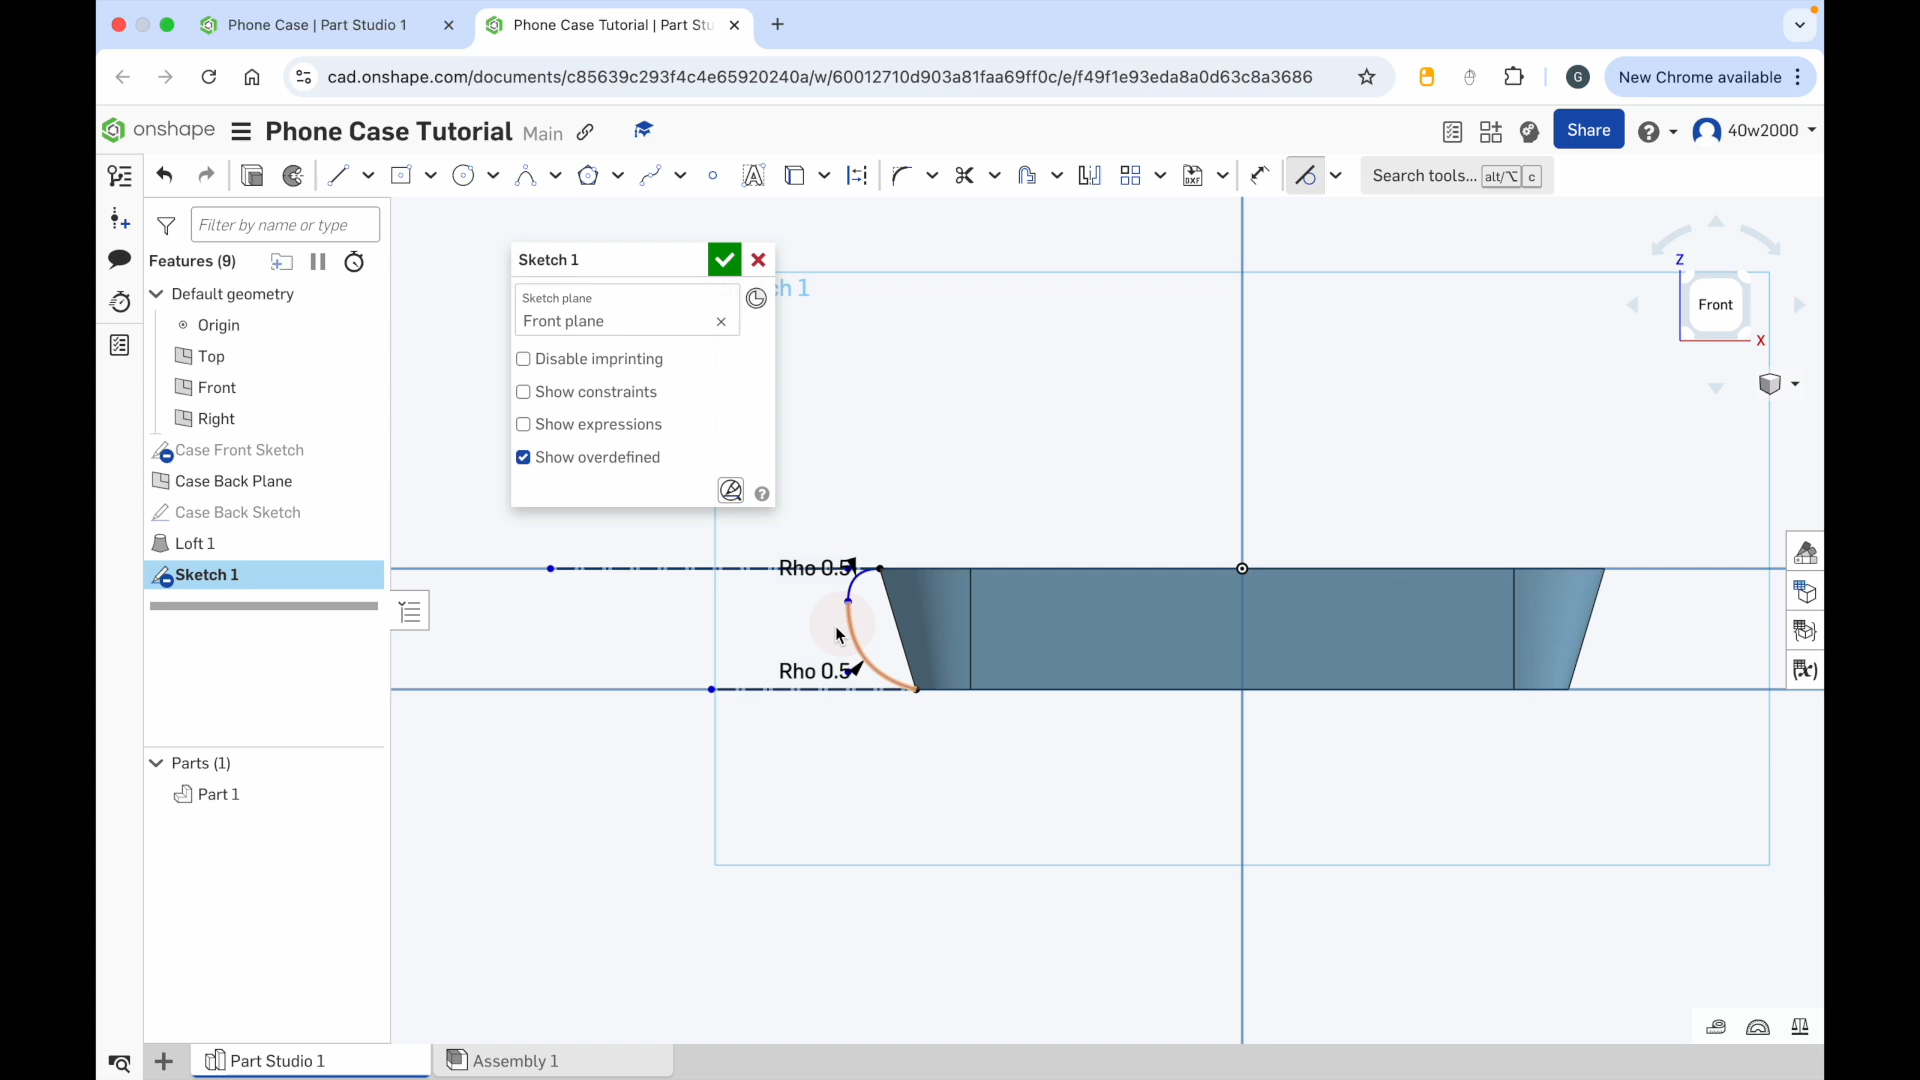 Phone Case | Part Studio 1
Phone Case Tutorial | Part Stu
cad.onshape.com/documents/c85639c293f4c4e65920240a/w/60012710d903a81faa69ff0c/e/f49f1e93eda8a0d63c8a3686
G
New Chrome available
onshape
Phone Case Tutorial
Main
Share
40w2000
Search tools... alt/⌥ c
Filter by name or type
Features (9)
Default geometry
Origin
Top
Front
Right
Case Front Sketch
Case Back Plane
Case Back Sketch
Loft 1
Sketch 1
Parts (1)
Part 1
Sketch 1
Sketch plane
Front plane
Disable imprinting
Show constraints
Show expressions
Show overdefined
ch 1
Z
Front
X
Rho 0.5
Rho 0.5
Part Studio 1
Assembly 1